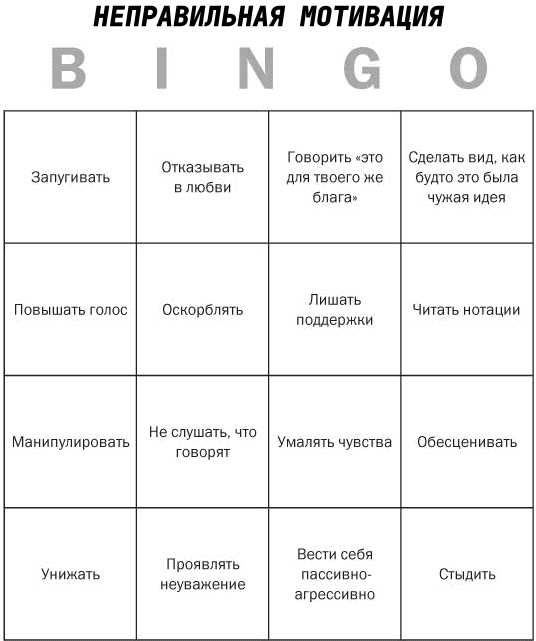 НЕПРАВИЛЬНАЯ МОТИВАЦИЯ
B I N G O
Запугивать
Отказывать
в любви
Говорить «это
для твоего же
блага»
Сделать вид, как
будто это была
чужая идея
Повышать голос
Оскорблять
Лишать
поддержки
Читать нотации
Манипулировать
Не слушать, что
говорят
Умалять чувства
Обесценивать
Унижать
Проявлять
неуважение
Вести себя
пассивно-
агрессивно
Стыдить